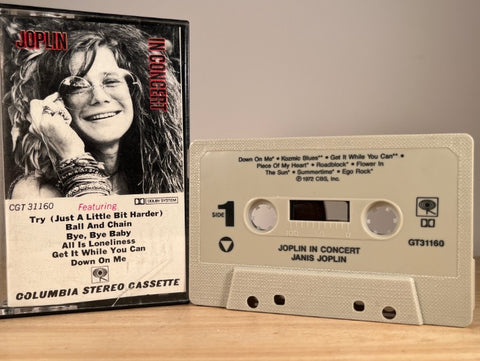 JOPLIN
IN CONCERT
CGT 31160
Featuring
DOLBY SYSTEM
Try (Just A Little Bit Harder)
Ball And Chain
Bye, Bye Baby
All Is Loneliness
Get It While You Can
Down On Me
COLUMBIA STEREO CASSETTE
Down On Me* • Kozmic Blues** • Get It While You Can** •
Piece Of My Heart* • Roadblock* • Flower In
The Sun* • Summertime* • Ego Rock*
℗1972 CBS, Inc.
SIDE 1
GT31160
JOPLIN IN CONCERT
JANIS JOPLIN